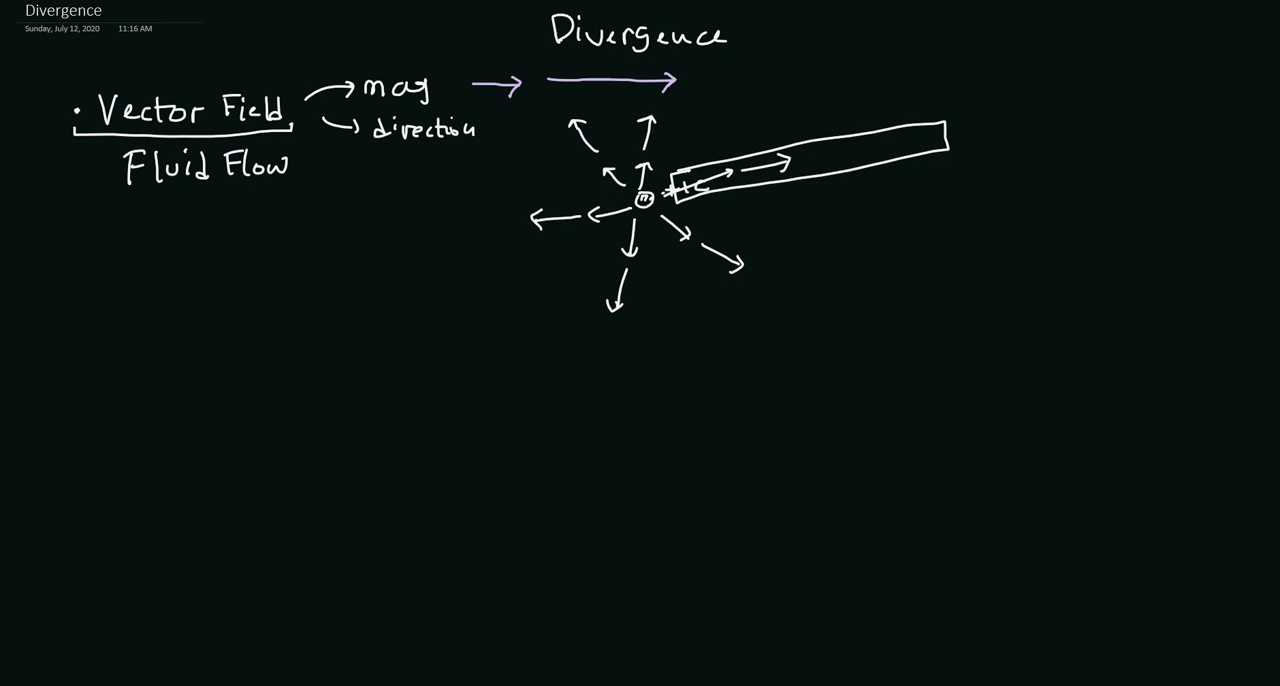 Divergence
Sunday, July 12, 2020 11:16 AM
Divergence
mag
• Vector Field
direction
Fluid Flow